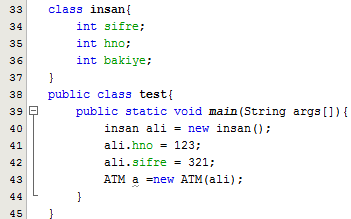 33 class insan{
34 int sifre;
35 int hno;
36 int bakiye;
37 }
38 public class test{
39 public static void main(String args[]){
40 insan ali = new insan();
41 ali.hno = 123;
42 ali.sifre = 321;
43 ATM a =new ATM(ali);
44 }
45 }